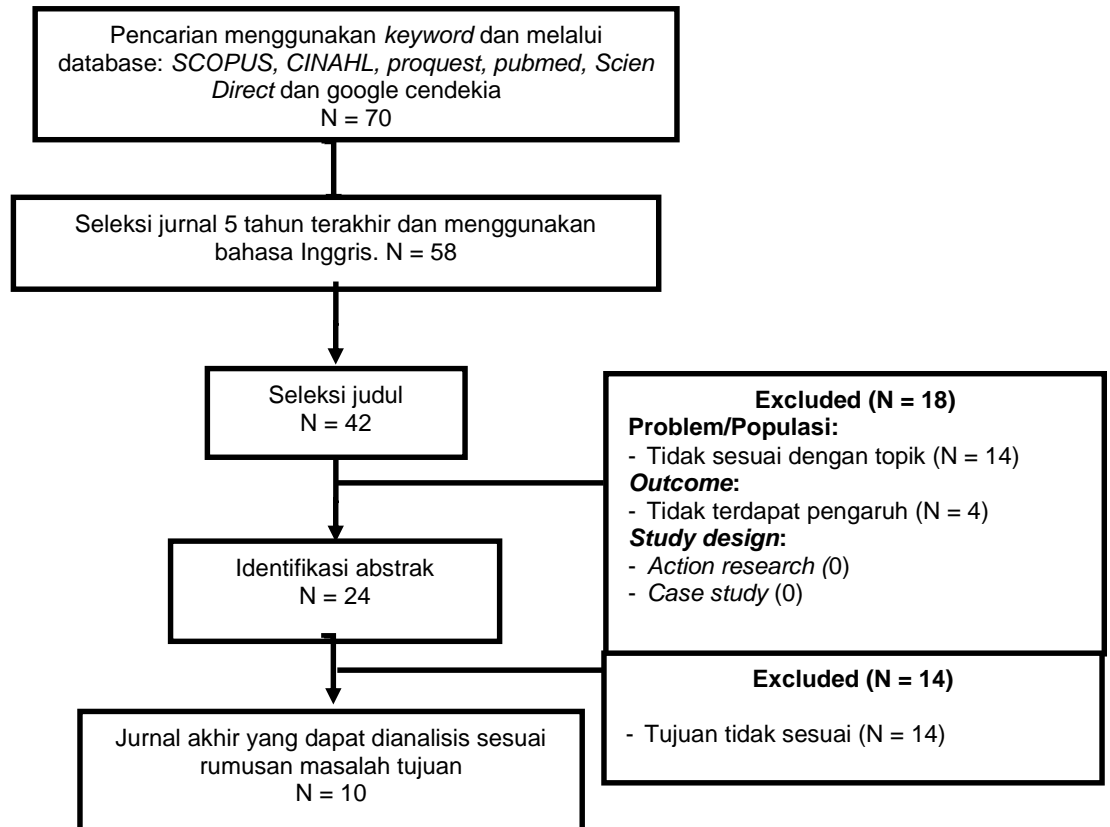 Pencarian menggunakan keyword dan melalui
database: SCOPUS, CINAHL, proquest, pubmed, Scien
Direct dan google cendekia
N = 70
Seleksi jurnal 5 tahun terakhir dan menggunakan
bahasa Inggris. N = 58
Seleksi judul
N = 42
Excluded (N = 18)
Problem/Populasi:
- Tidak sesuai dengan topik (N = 14)
Outcome:
- Tidak terdapat pengaruh (N = 4)
Study design:
- Action research (0)
- Case study (0)
Identifikasi abstrak
N = 24
Excluded (N = 14)
- Tujuan tidak sesuai (N = 14)
Jurnal akhir yang dapat dianalisis sesuai
rumusan masalah tujuan
N = 10